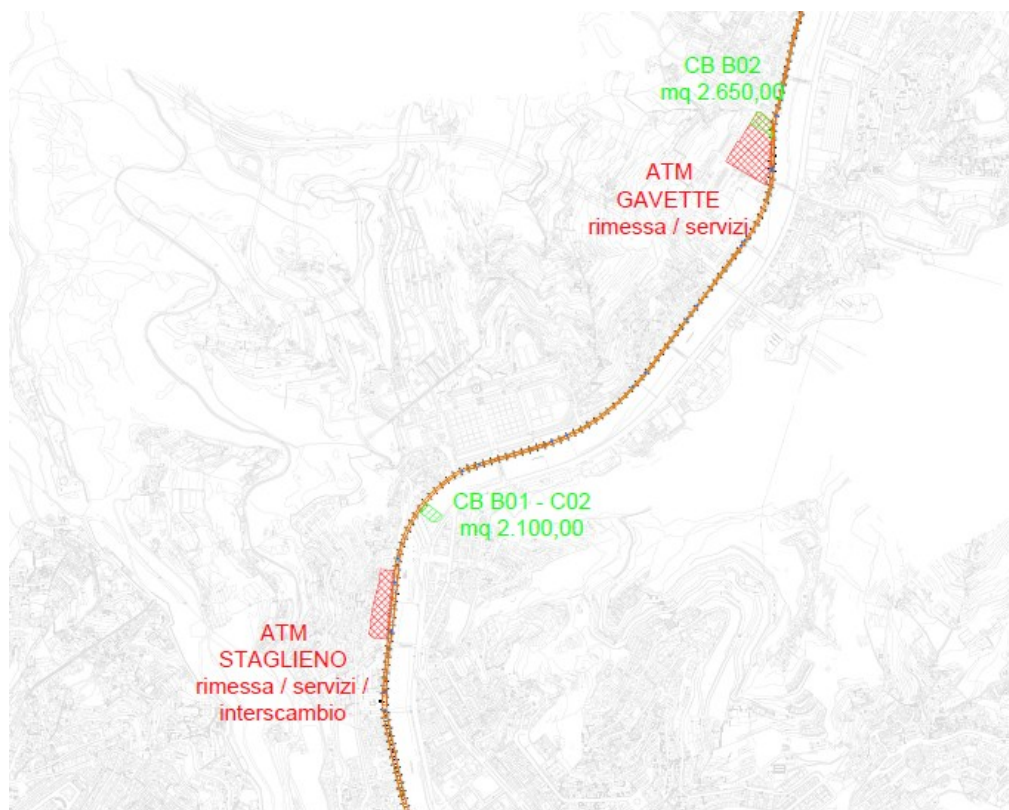 CB B02
mq 2.650,00
ATM
GAVETTE
rimessa / servizi
CB B01 - C02
mq 2.100,00
ATM
STAGLIENO
rimessa / servizi /
interscambio